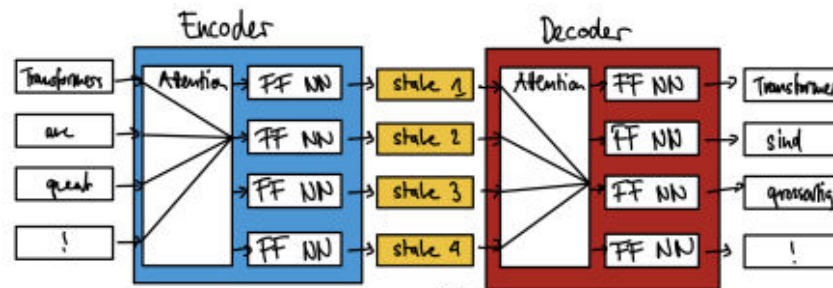 Encoder
Decoder
Transformers
Attention
FF NN
state 1
Attention
FF NN
Transformer
are
FF NN
state 2
FF NN
sind
great
FF NN
state 3
FF NN
grossartig
!
FF NN
state 4
FF NN
!